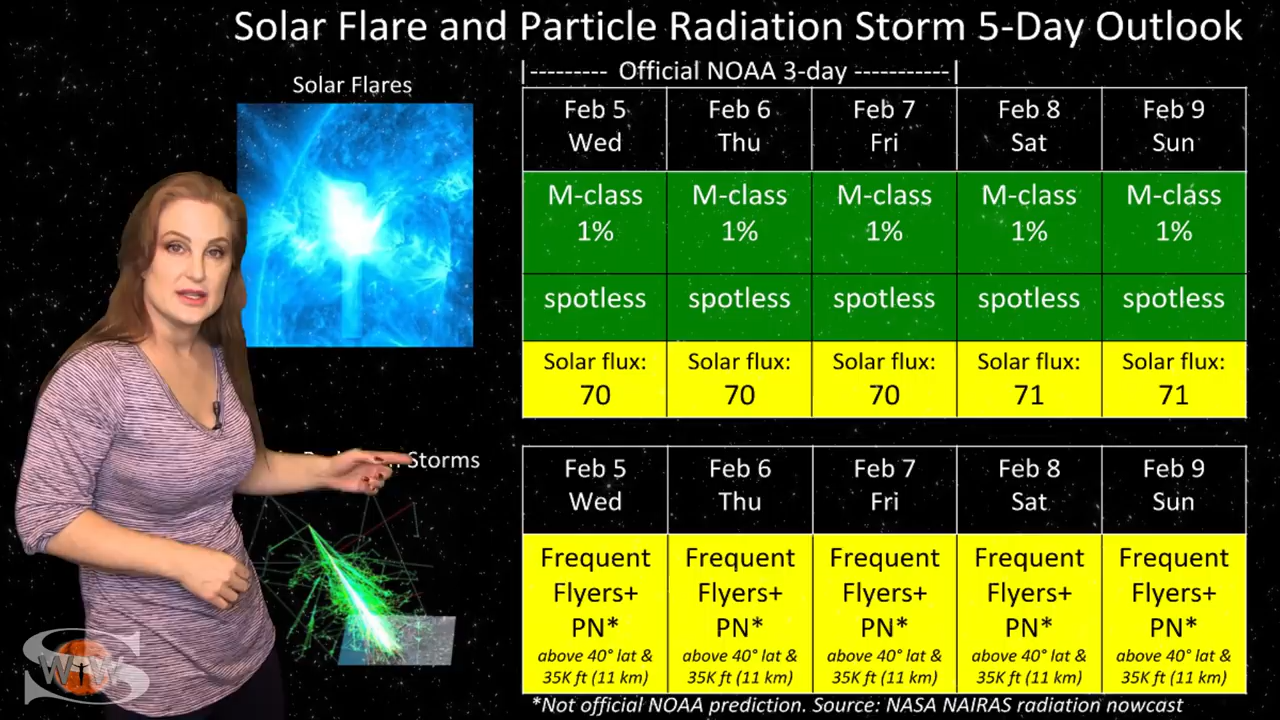 Solar Flare and Particle Radiation Storm 5-Day Outlook
Solar Flares
|--------- Official NOAA 3-day -----------|
Feb 5 Feb 6 Feb 7 Feb 8 Feb 9
Wed Thu Fri Sat Sun
M-class M-class M-class M-class M-class
1% 1% 1% 1% 1%
spotless spotless spotless spotless spotless
Solar flux: Solar flux: Solar flux: Solar flux: Solar flux:
70 70 70 71 71
Storms
Feb 5 Feb 6 Feb 7 Feb 8 Feb 9
Wed Thu Fri Sat Sun
Frequent Frequent Frequent Frequent Frequent
Flyers+ Flyers+ Flyers+ Flyers+ Flyers+
PN* PN* PN* PN* PN*
above 40° lat & above 40° lat & above 40° lat & above 40° lat & above 40° lat &
35K ft (11 km) 35K ft (11 km) 35K ft (11 km) 35K ft (11 km) 35K ft (11 km)
*Not official NOAA prediction. Source: NASA NAIRAS radiation nowcast